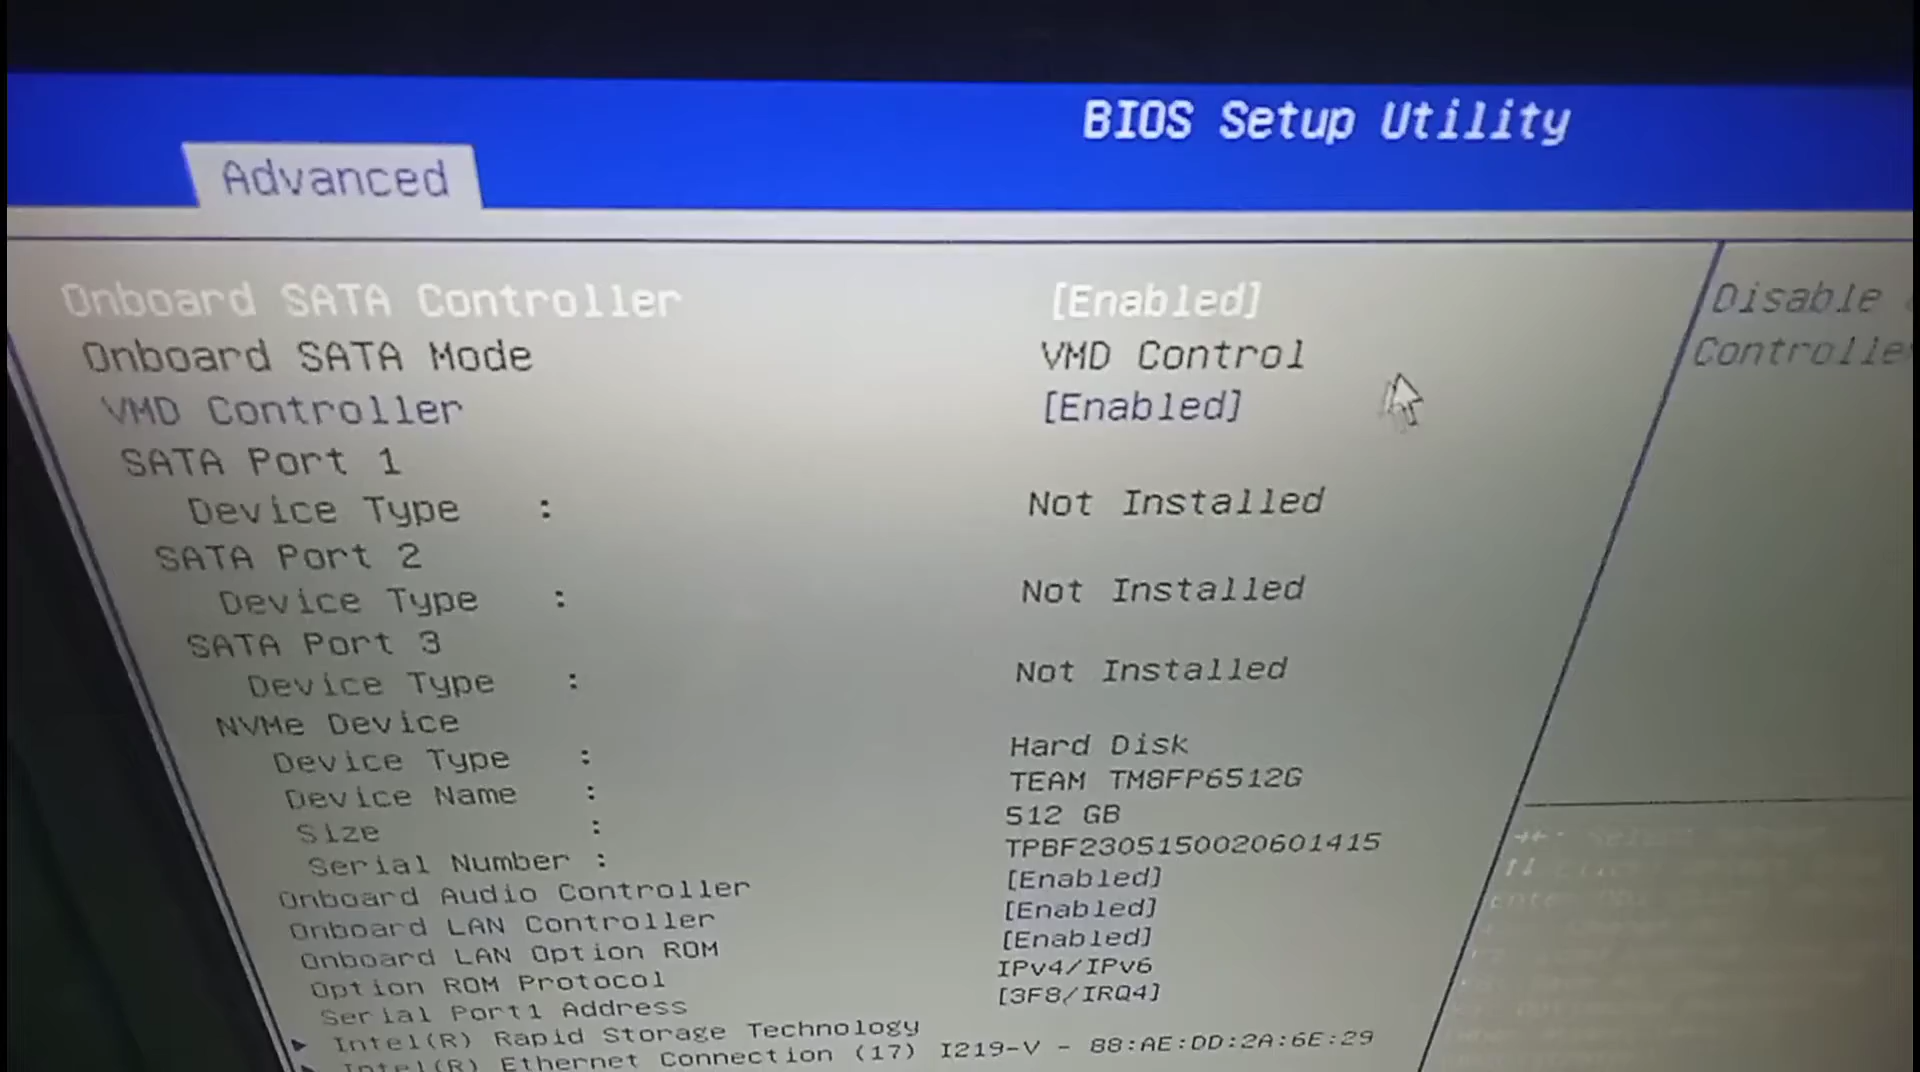 BIOS Setup Utility
Advanced
Onboard SATA Controller [Enabled]
Onboard SATA Mode VMD Control
VMD Controller [Enabled]
SATA Port 1
Device Type : Not Installed
SATA Port 2
Device Type : Not Installed
SATA Port 3
Device Type : Not Installed
NVMe Device
Device Type : Hard Disk
Device Name : TEAM TM8FP6512G
Size : 512 GB
Serial Number : TPBF2305150020601415
Onboard Audio Controller [Enabled]
Onboard LAN Controller [Enabled]
Onboard LAN Option ROM [Enabled]
Option ROM Protocol IPv4/IPv6
Serial Port1 Address [3F8/IRQ4]
Intel(R) Rapid Storage Technology
Intel(R) Ethernet Connection (17) I219-V - 88:AE:DD:2A:6E:29
Disable